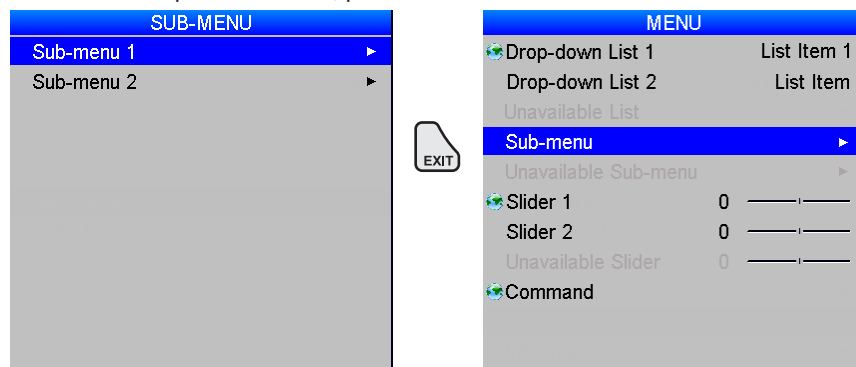 SUB-MENU
Sub-menu 1
Sub-menu 2
EXIT
MENU
Drop-down List 1 List Item 1
Drop-down List 2 List Item
Unavailable List
Sub-menu
Unavailable Sub-menu
Slider 1 0
Slider 2 0
Unavailable Slider 0
Command